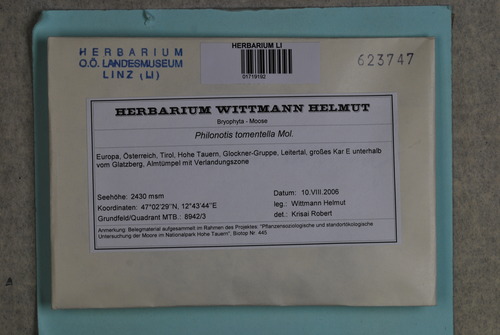 HERBARIUM
O.Ö. LANDESMUSEUM
LINZ (LI)
HERBARIUM LI
01719192
623747
HERBARIUM WITTMANN HELMUT
Bryophyta - Moose
Philonotis tomentella Mol.
Europa, Österreich, Tirol, Hohe Tauern, Glockner-Gruppe, Leitertal, großes Kar E unterhalb
vom Glatzberg, Almtümpel mit Verlandungszone
Seehöhe: 2430 msm
Datum: 10.VIII.2006
Koordinaten: 47°02'29''N, 12°43'44''E
leg.: Wittmann Helmut
Grundfeld/Quadrant MTB.: 8942/3
det.: Krisai Robert
Anmerkung: Belegmaterial aufgesammelt im Rahmen des Projektes: "Pflanzensoziologische und standortökologische
Untersuchung der Moore im Nationalpark Hohe Tauern", Biotop Nr. 445